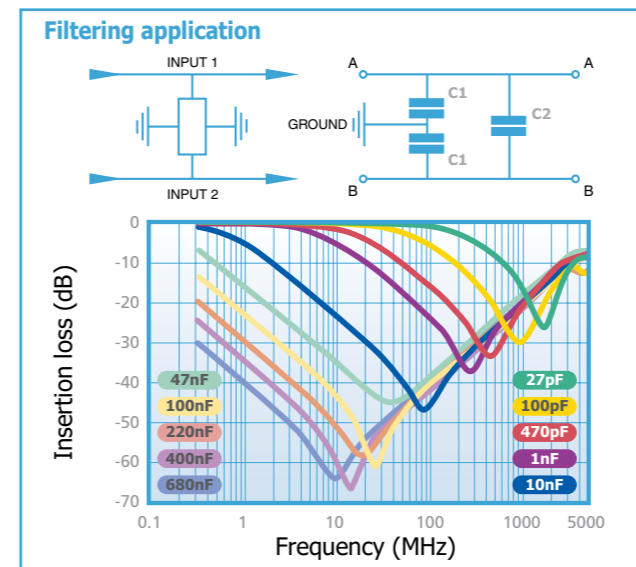 Filtering application
INPUT 1
INPUT 2
GROUND
A
A
C1
C2
C1
B
B
Insertion loss (dB)
0
-10
-20
-30
-40
-50
-60
-70
47nF
100nF
220nF
400nF
680nF
27pF
100pF
470pF
1nF
10nF
0.1
1
10
100
1000
5000
Frequency (MHz)